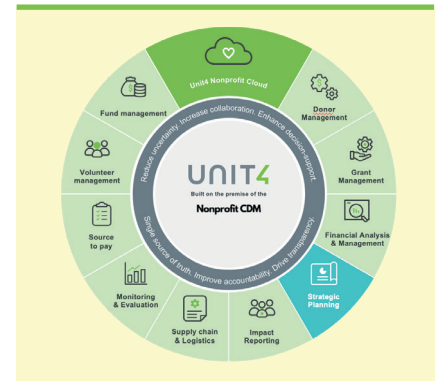 Unit4 Nonprofit Cloud
Donor
Management
Grant
Management
Financial Analysis
& Management
Strategic
Planning
Impact
Reporting
Supply chain
& Logistics
Monitoring
& Evaluation
Source
to pay
Volunteer
management
Fund management
Reduce uncertainty. Increase collaboration. Enhance decision-support.
Single source of truth. Improve accountability. Drive transparency.
UNIT4
Built on the premise of the
Nonprofit CDM